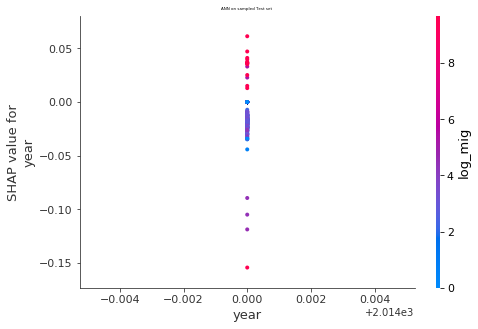 ANN on sampled Test set
0.05
0.00
−0.05
−0.10
−0.15
SHAP value for
year
−0.004
−0.002
0.000
0.002
0.004
+2.014e3
year
8
6
4
2
0
log_mig